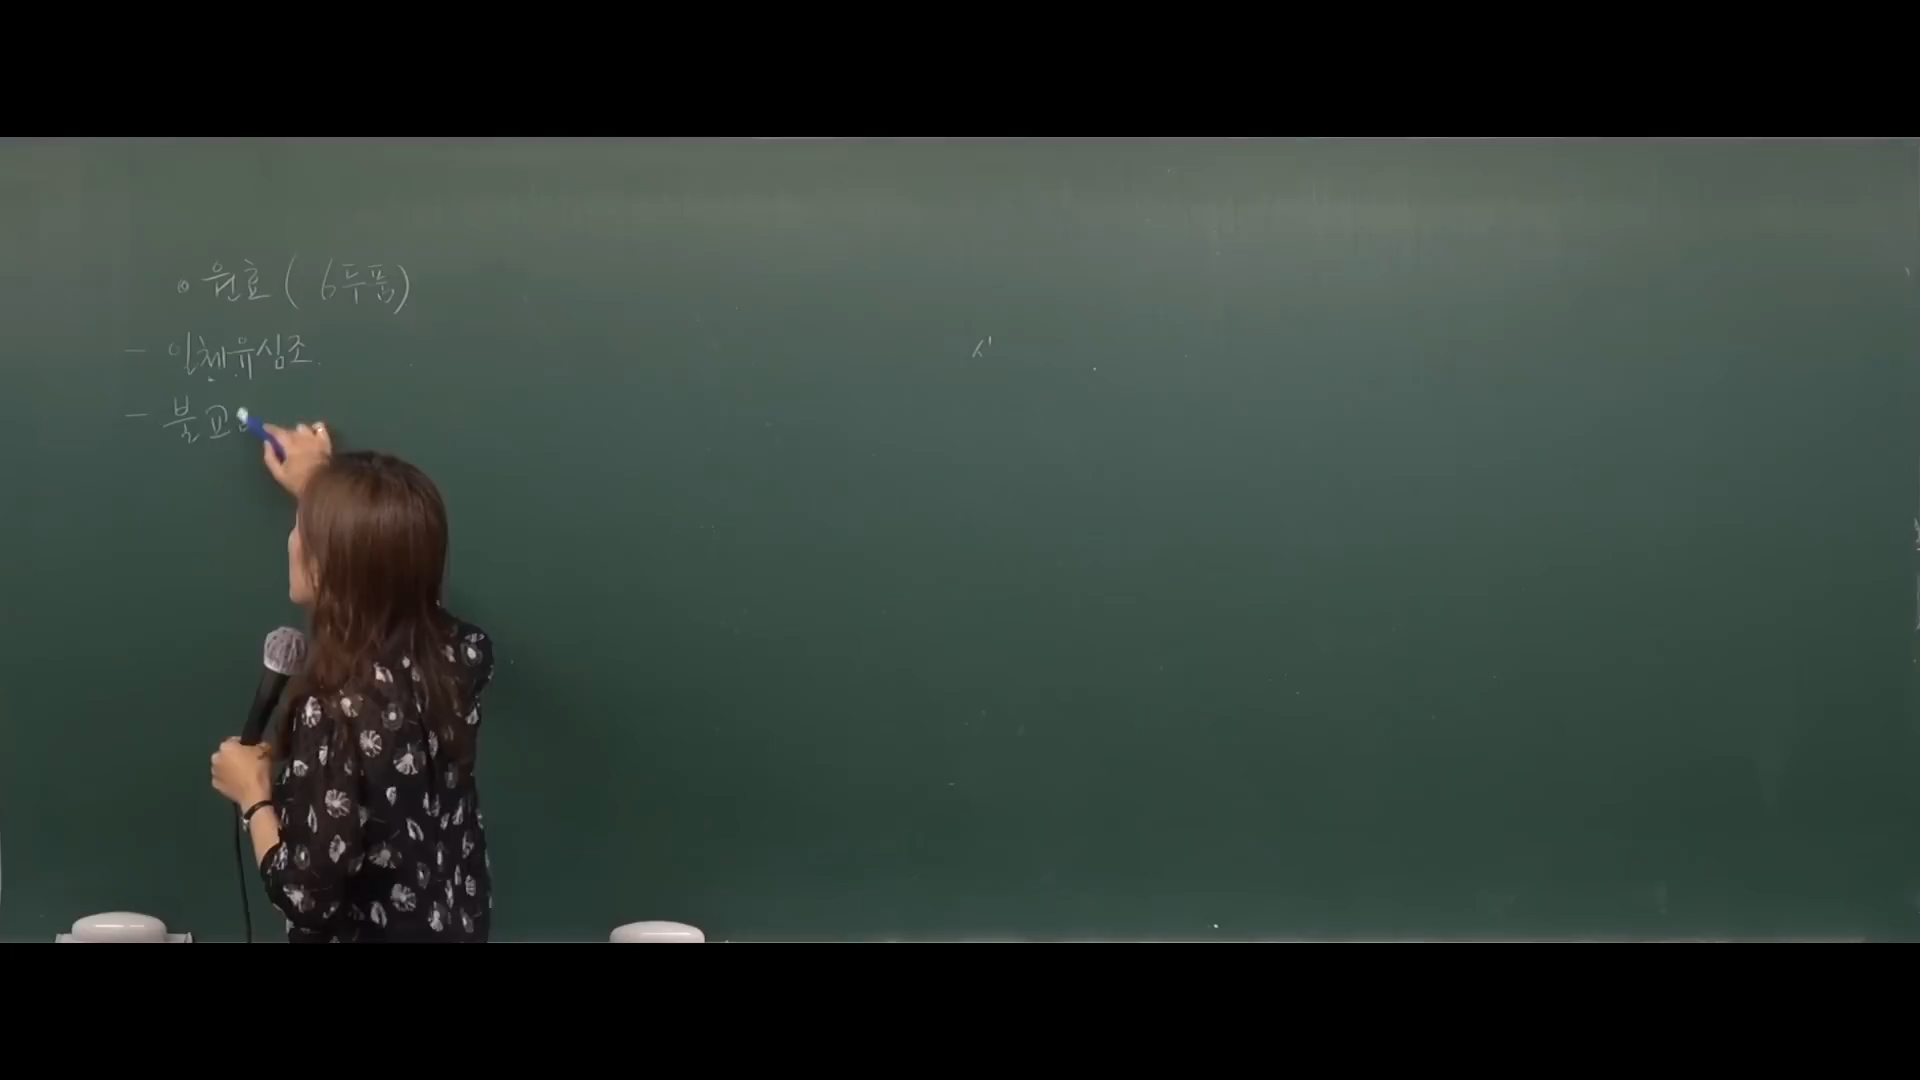 ◎ 원효 ( 6두품)
- 일체유심조.
- 불교